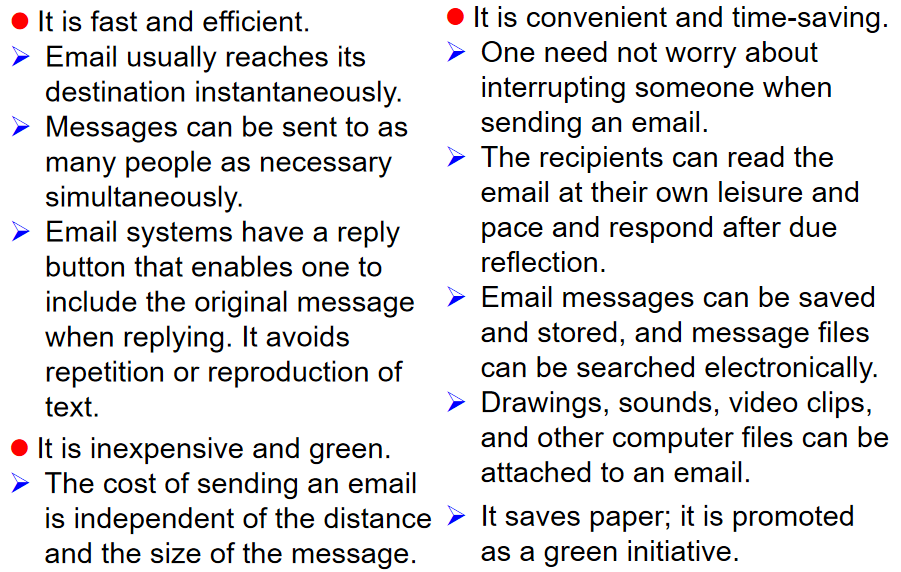 It is fast and efficient.
Email usually reaches its
destination instantaneously.
Messages can be sent to as
many people as necessary
simultaneously.
Email systems have a reply
button that enables one to
include the original message
when replying. It avoids
repetition or reproduction of
text.
It is inexpensive and green.
The cost of sending an email
is independent of the distance
and the size of the message.
It is convenient and time-saving.
One need not worry about
interrupting someone when
sending an email.
The recipients can read the
email at their own leisure and
pace and respond after due
reflection.
Email messages can be saved
and stored, and message files
can be searched electronically.
Drawings, sounds, video clips,
and other computer files can be
attached to an email.
It saves paper; it is promoted
as a green initiative.